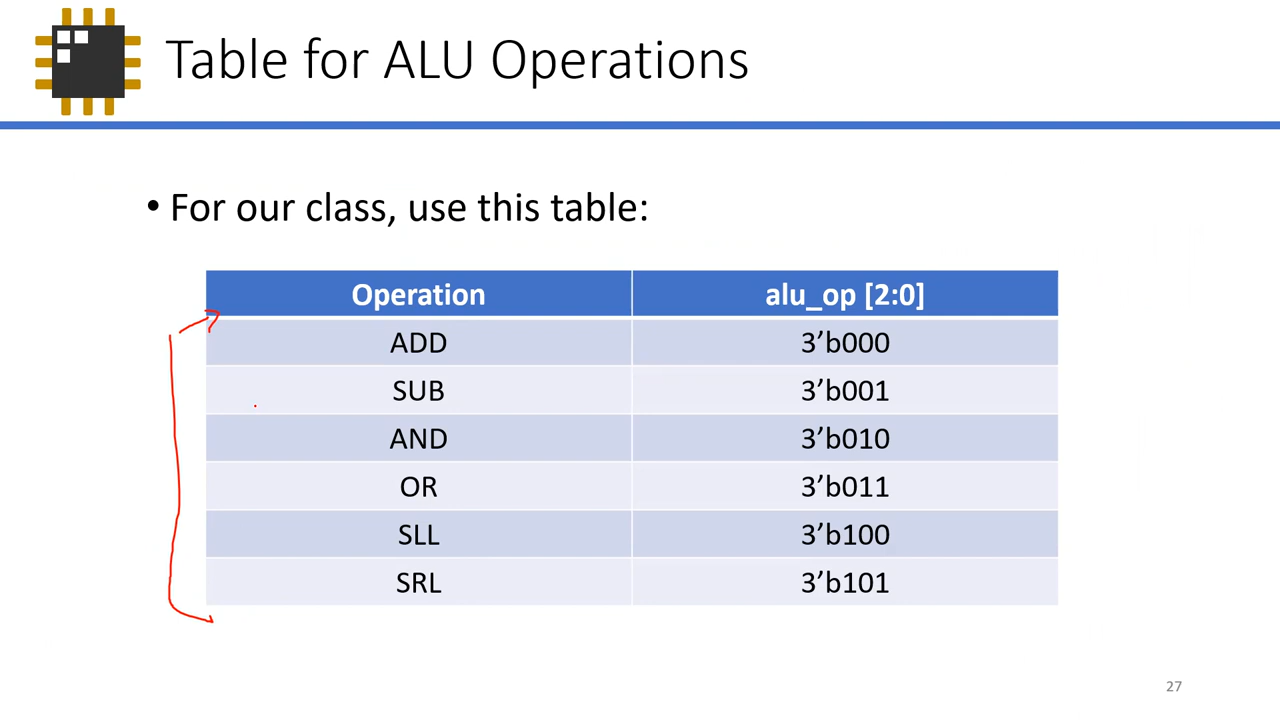 Table for ALU Operations
• For our class, use this table:
Operation alu_op [2:0]
ADD 3’b000
SUB 3’b001
AND 3’b010
OR 3’b011
SLL 3’b100
SRL 3’b101
27